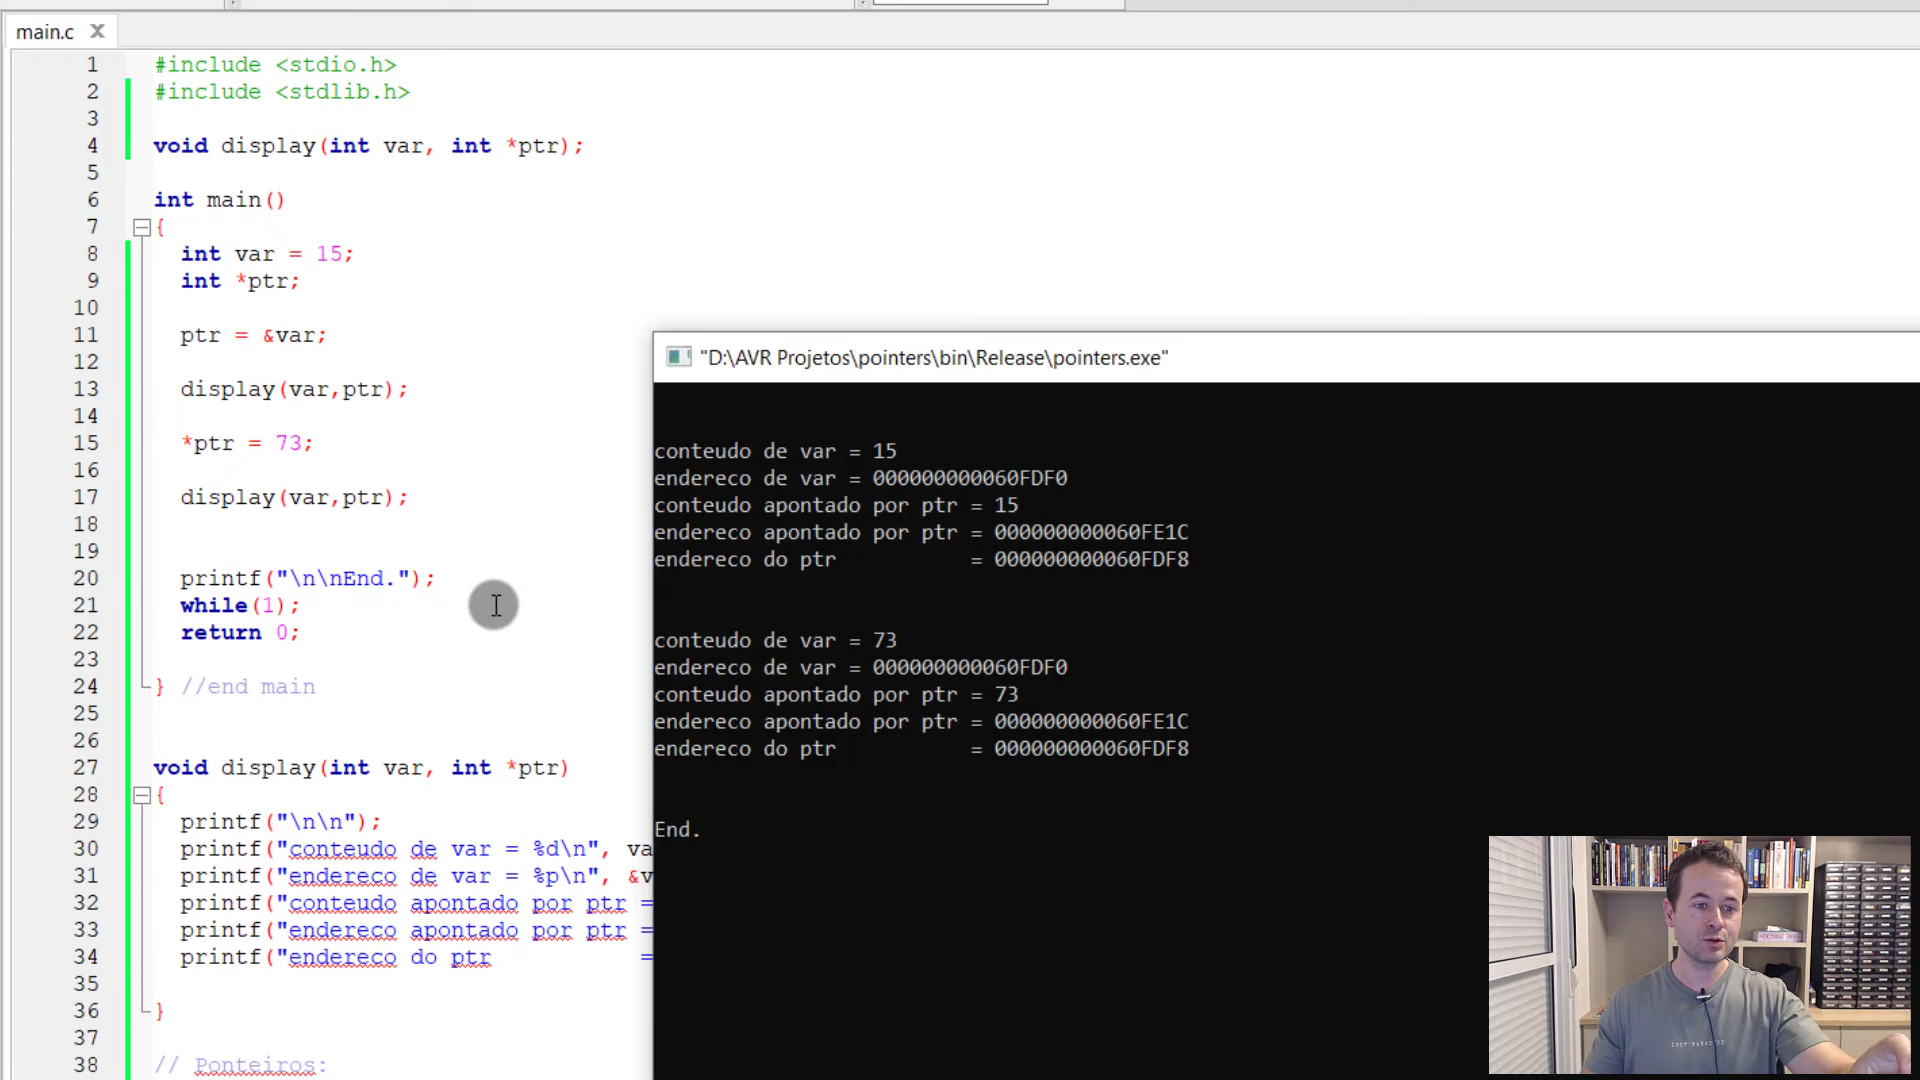 main.c
1 #include <stdio.h>
2 #include <stdlib.h>
3
4 void display(int var, int *ptr);
5
6 int main()
7 {
8 int var = 15;
9 int *ptr;
10
11 ptr = &var;
12
13 display(var,ptr);
14
15 *ptr = 73;
16
17 display(var,ptr);
18
19
20 printf("\n\nEnd.");
21 while(1);
22 return 0;
23
24 } //end main
25
26
27 void display(int var, int *ptr)
28 {
29 printf("\n\n");
30 printf("conteudo de var = %d\n", va
31 printf("endereco de var = %p\n", &v
32 printf("conteudo apontado por ptr =
33 printf("endereco apontado por ptr =
34 printf("endereco do ptr =
35
36 }
37
38 // Ponteiros:
"D:\AVR Projetos\pointers\bin\Release\pointers.exe"
conteudo de var = 15
endereco de var = 000000000060FDF0
conteudo apontado por ptr = 15
endereco apontado por ptr = 000000000060FE1C
endereco do ptr = 000000000060FDF8
conteudo de var = 73
endereco de var = 000000000060FDF0
conteudo apontado por ptr = 73
endereco apontado por ptr = 000000000060FE1C
endereco do ptr = 000000000060FDF8
End.